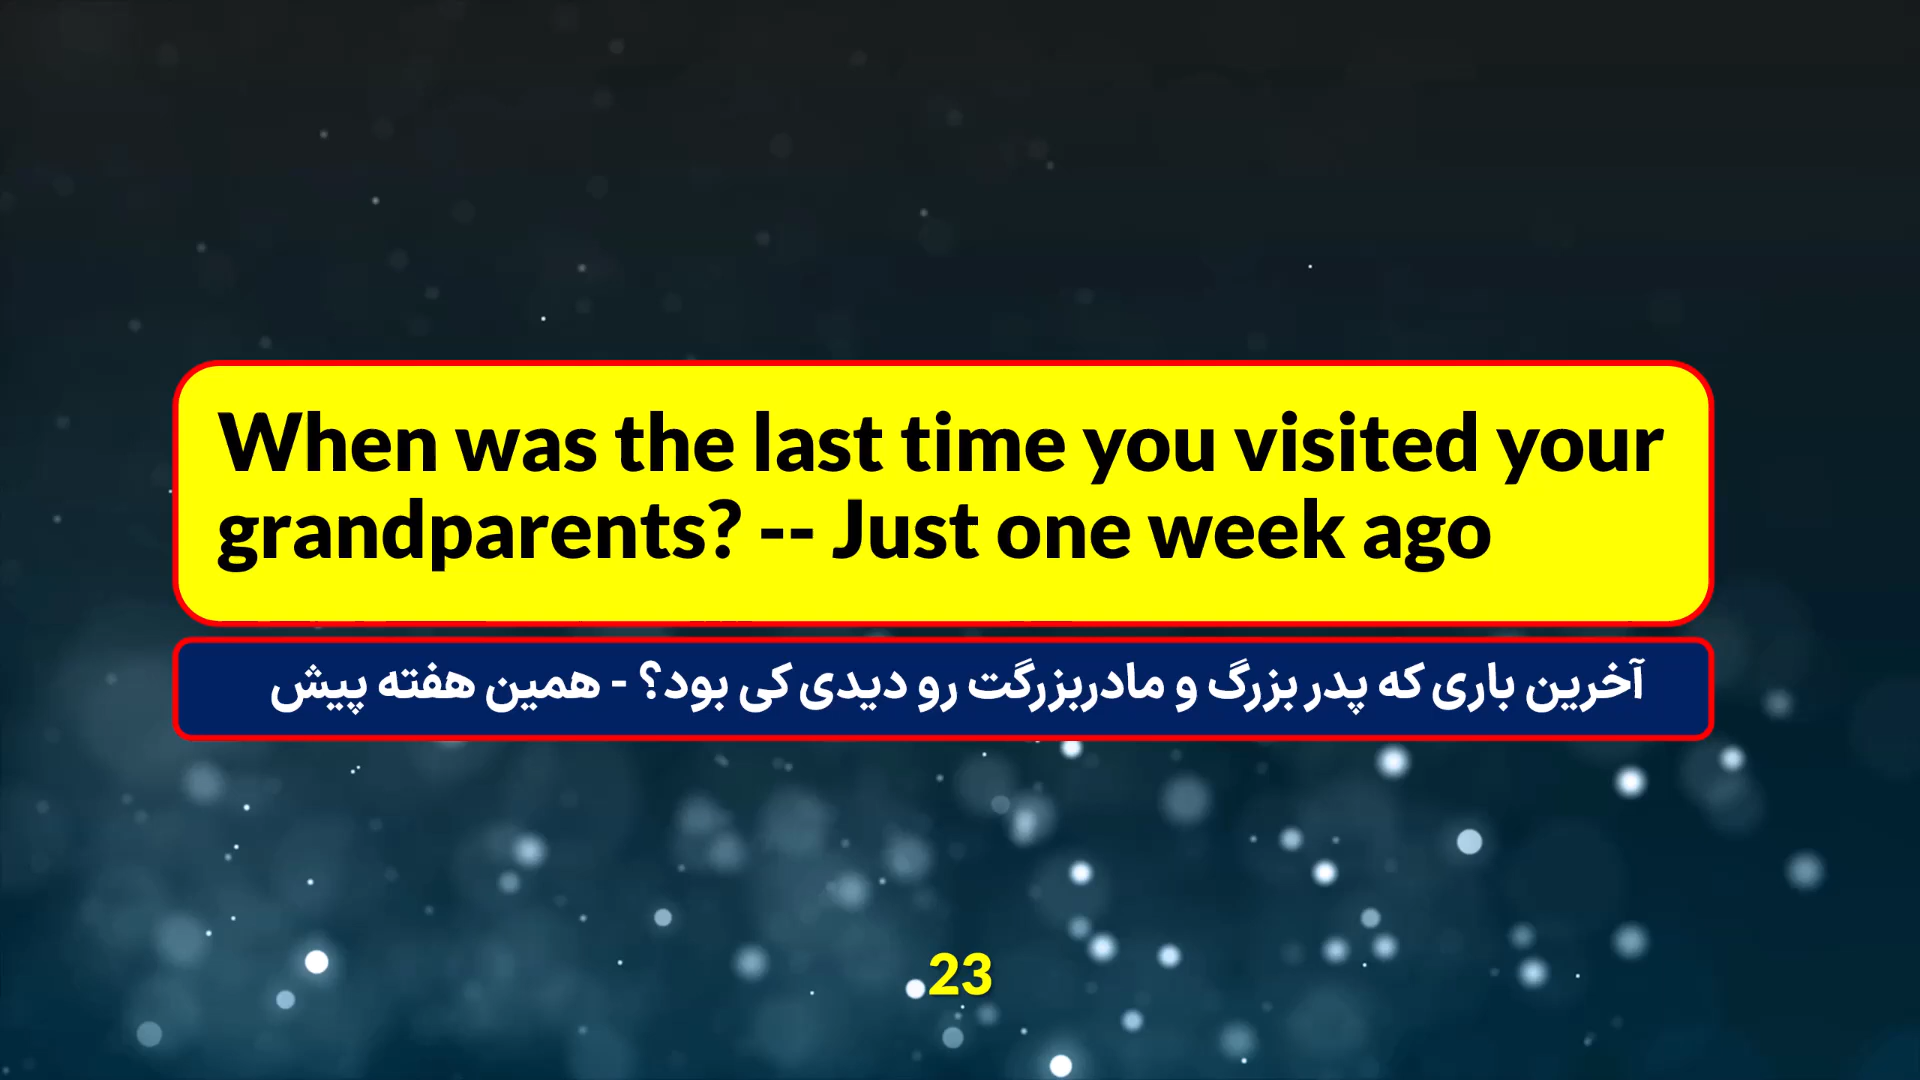 When was the last time you visited your
grandparents? -- Just one week ago
آخرین باری که پدر بزرگ و مادربزرگت رو دیدی کی بود؟ - همین هفته پیش
23